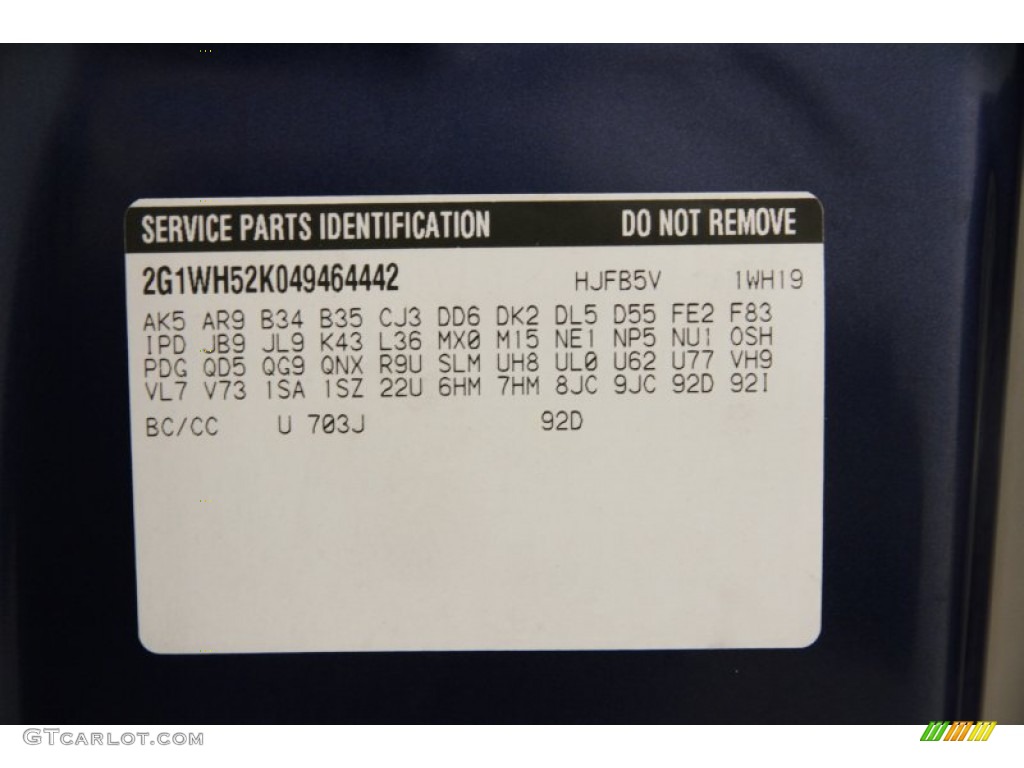 SERVICE PARTS IDENTIFICATION DO NOT REMOVE
2G1WH52K049464442 HJFB5V 1WH19
AK5 AR9 B34 B35 CJ3 DD6 DK2 DL5 D55 FE2 F83
IPD JB9 JL9 K43 L36 MX0 M15 NE1 NP5 NU1 OSH
PDG QD5 QG9 QNX R9U SLM UH8 UL0 U62 U77 VH9
VL7 V73 1SA 1SZ 22U 6HM 7HM 8JC 9JC 92D 92I
BC/CC U 703J 92D
GTCARLOT.COM